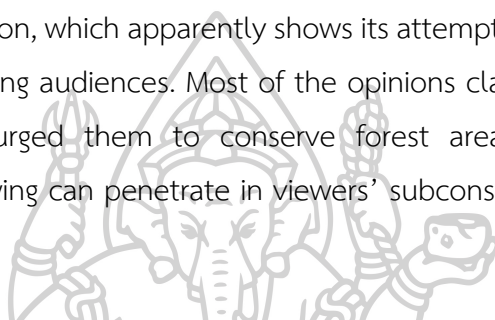 on, which apparently shows its attempt
ng audiences. Most of the opinions cla
urged them to conserve forest area
ving can penetrate in viewers’ subcons